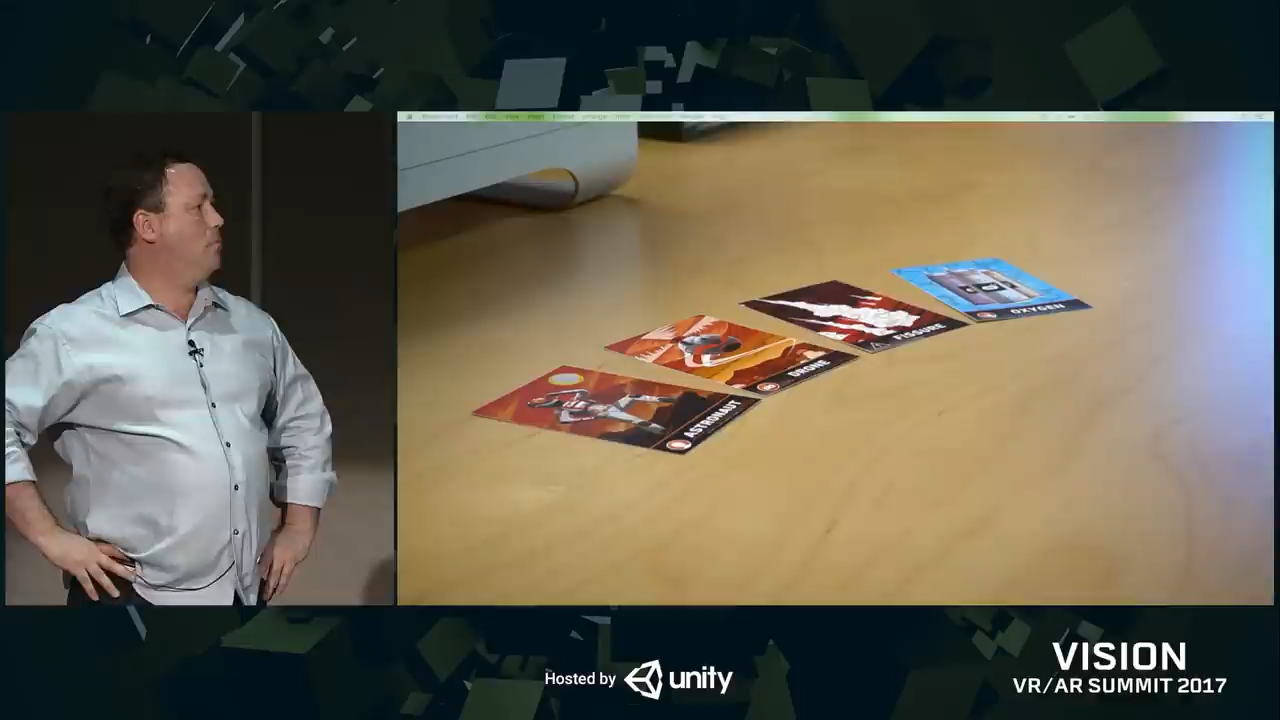 ASTRONAUT
DRONE
FISSURE
OXYGEN
Hosted by unity
VISION
VR/AR SUMMIT 2017